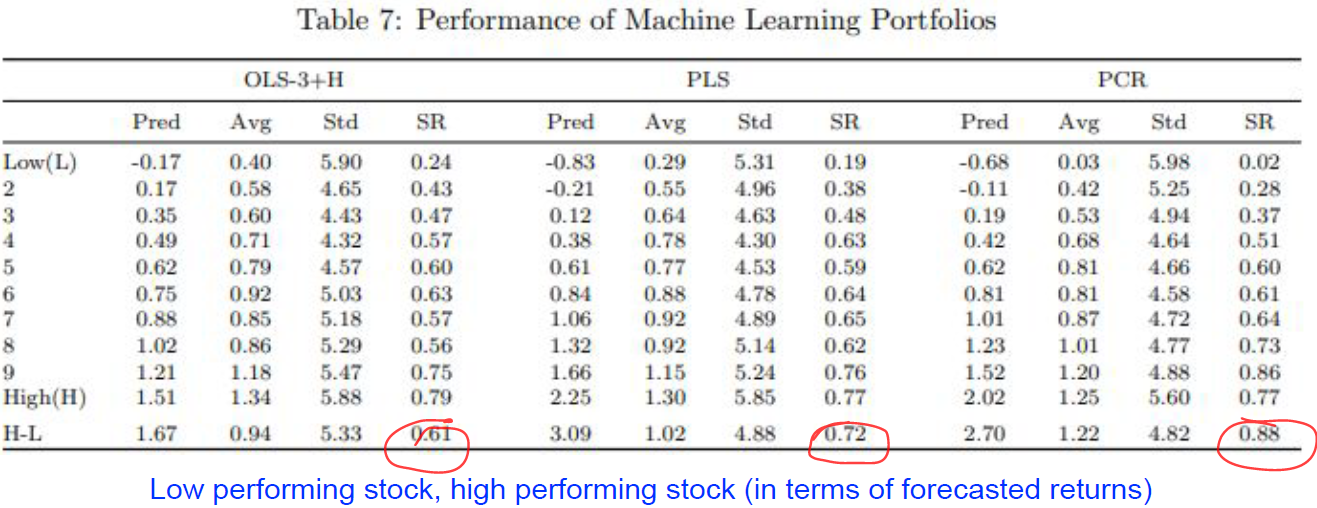 Table 7: Performance of Machine Learning Portfolios
OLS-3+H PLS PCR
Pred Avg Std SR Pred Avg Std SR Pred Avg Std SR
Low(L) -0.17 0.40 5.90 0.24 -0.83 0.29 5.31 0.19 -0.68 0.03 5.98 0.02
2 0.17 0.58 4.65 0.43 -0.21 0.55 4.96 0.38 -0.11 0.42 5.25 0.28
3 0.35 0.60 4.43 0.47 0.12 0.64 4.63 0.48 0.19 0.53 4.94 0.37
4 0.49 0.71 4.32 0.57 0.38 0.78 4.30 0.63 0.42 0.68 4.64 0.51
5 0.62 0.79 4.57 0.60 0.61 0.77 4.53 0.59 0.62 0.81 4.66 0.60
6 0.75 0.92 5.03 0.63 0.84 0.88 4.78 0.64 0.81 0.81 4.58 0.61
7 0.88 0.85 5.18 0.57 1.06 0.92 4.89 0.65 1.01 0.87 4.72 0.64
8 1.02 0.86 5.29 0.56 1.32 0.92 5.14 0.62 1.23 1.01 4.77 0.73
9 1.21 1.18 5.47 0.75 1.66 1.15 5.24 0.76 1.52 1.20 4.88 0.86
High(H) 1.51 1.34 5.88 0.79 2.25 1.30 5.85 0.77 2.02 1.25 5.60 0.77
H-L 1.67 0.94 5.33 0.61 3.09 1.02 4.88 0.72 2.70 1.22 4.82 0.88
Low performing stock, high performing stock (in terms of forecasted returns)